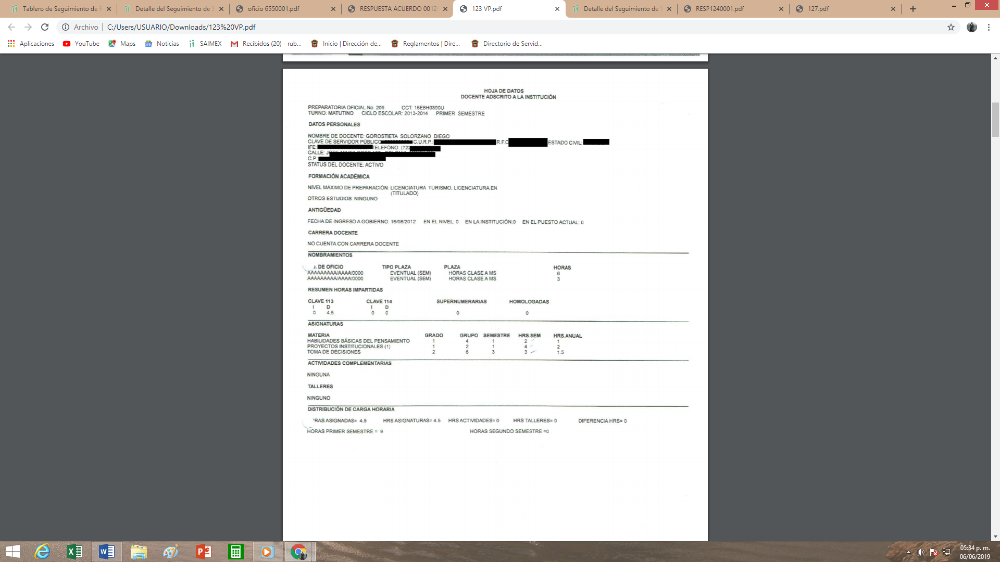 Tablero de Seguimiento de
Detalle del Seguimiento de
oficio 6550001.pdf
RESPUESTA ACUERDO 0012
123 VP.pdf
Detalle del Seguimiento de
RESP1240001.pdf
127.pdf
Archivo
C:/Users/USUARIO/Downloads/123%20VP.pdf
Aplicaciones
YouTube
Maps
Noticias
SAIMEX
Recibidos (20) - rub...
Inicio | Dirección de...
Reglamentos | Dire...
Directorio de Servid...
HOJA DE DATOS
DOCENTE ADSCRITO A LA INSTITUCIÓN
PREPARATORIA OFICIAL No. 209 CCT: 15EBH0390U
TURNO: MATUTINO CICLO ESCOLAR: 2013-2014 PRIMER SEMESTRE
DATOS PERSONALES
NOMBRE DE DOCENTE: GOROSTIETA SOLORZANO DIEGO
CLAVE DE SERVIDOR PÚBLICO C.U.R.P.: R.F.C ESTADO CIVIL:
IFE: TELEFÓNO: (722
CALLE:
C.P.:
STATUS DEL DOCENTE: ACTIVO
FORMACIÓN ACADÉMICA
NIVEL MÁXIMO DE PREPARACIÓN: LICENCIATURA TURISMO, LICENCIATURA EN
(TITULADO)
OTROS ESTUDIOS: NINGUNO
ANTIGÜEDAD
FECHA DE INGRESO A GOBIERNO: 16/08/2012 EN EL NIVEL: 0 EN LA INSTITUCIÓN:0 EN EL PUESTO ACTUAL: 0
CARRERA DOCENTE
NO CUENTA CON CARRERA DOCENTE
NOMBRAMIENTOS
. DE OFICIO TIPO PLAZA PLAZA HORAS
AAAAAAAAA/AAAA/0000 EVENTUAL (SEM) HORAS CLASE A MS 6
AAAAAAAAA/AAAA/0000 EVENTUAL (SEM) HORAS CLASE A MS 3
RESUMEN HORAS IMPARTIDAS
CLAVE 113 CLAVE 114 SUPERNUMERARIAS HOMOLOGADAS
I D I D
0 4.5 0 0 0 0
ASIGNATURAS
MATERIA GRADO GRUPO SEMESTRE HRS.SEM HRS.ANUAL
HABILIDADES BÁSICAS DEL PENSAMIENTO 1 4 1 2 1
PROYECTOS INSTITUCIONALES (1) 1 2 1 4 2
TOMA DE DECISIONES 2 6 3 3 1.5
ACTIVIDADES COMPLEMENTARIAS
NINGUNA
TALLERES
NINGUNO
DISTRIBUCIÓN DE CARGA HORARIA
RAS ASIGNADAS= 4.5 HRS ASIGNATURAS= 4.5 HRS ACTIVIDADES= 0 HRS TALLERES= 0 DIFERENCIA HRS= 0
HORAS PRIMER SEMESTRE = 9 HORAS SEGUNDO SEMESTRE =0
05:34 p. m.
06/06/2019